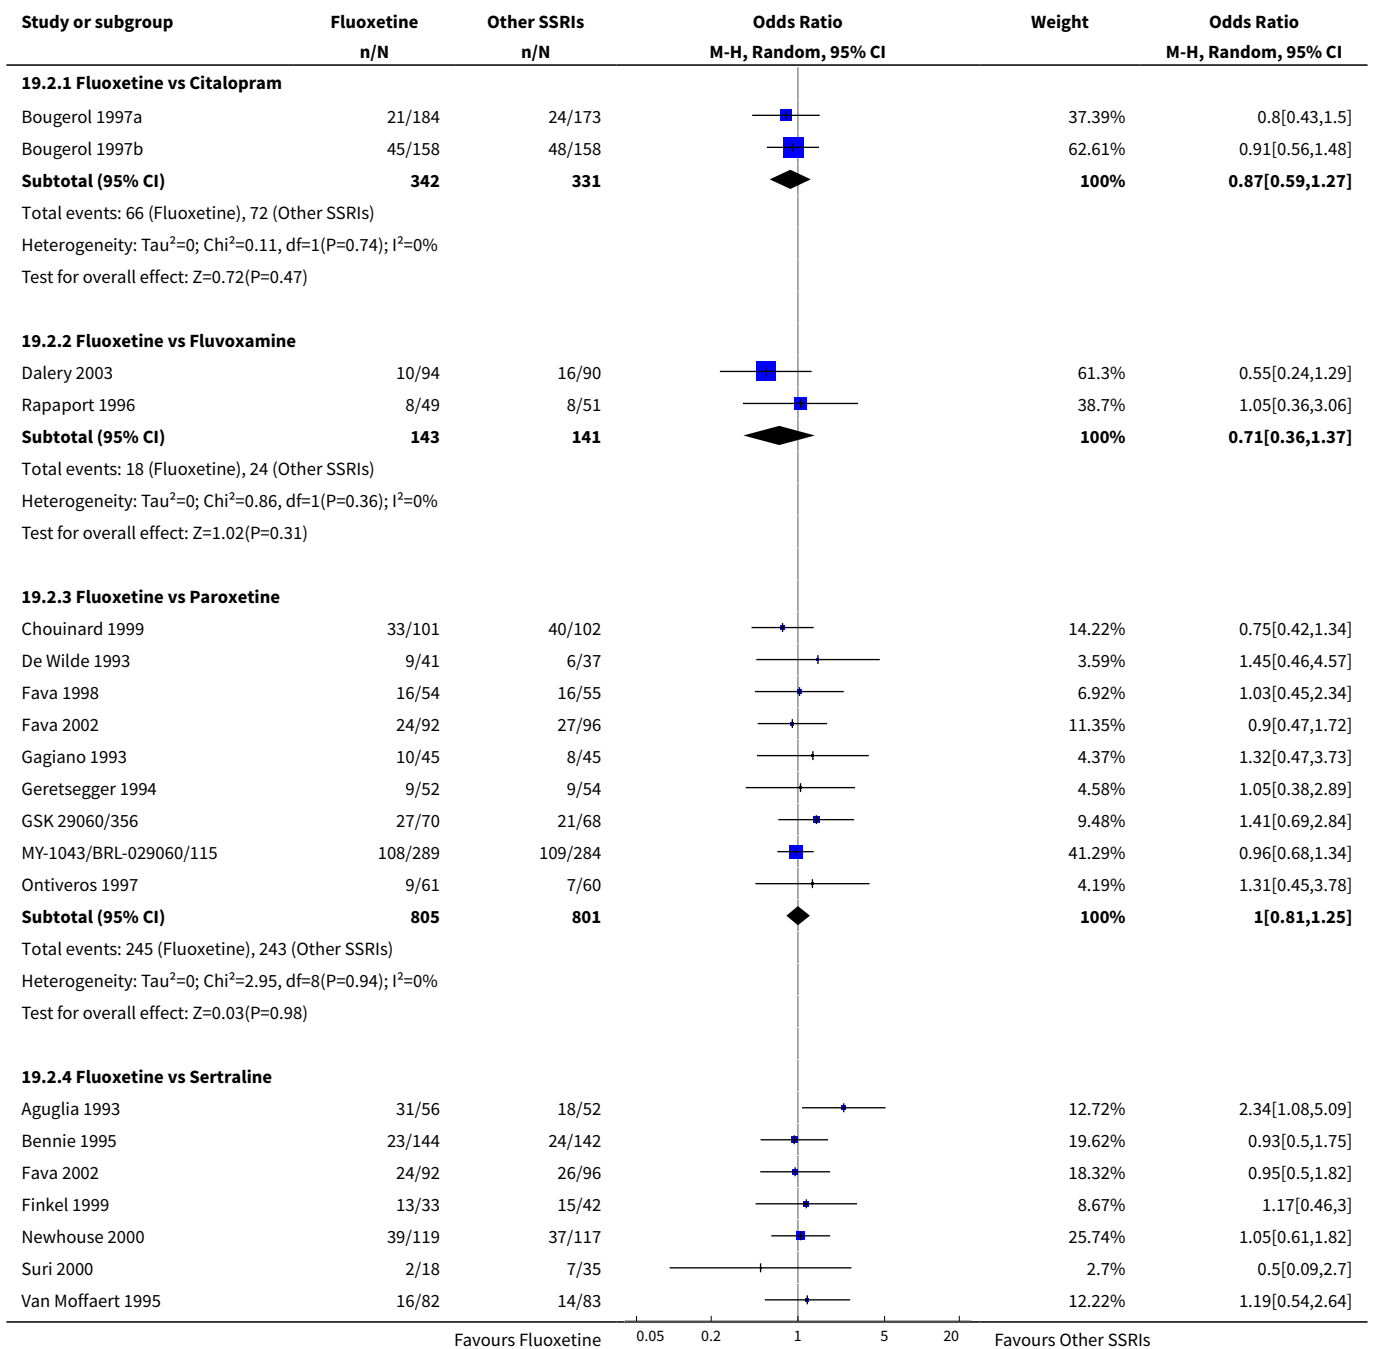 Study or subgroup Fluoxetine Other SSRIs Odds Ratio Weight Odds Ratio
n/N n/N M-H, Random, 95% CI M-H, Random, 95% CI
19.2.1 Fluoxetine vs Citalopram
Bougerol 1997a 21/184 24/173 37.39% 0.8[0.43,1.5]
Bougerol 1997b 45/158 48/158 62.61% 0.91[0.56,1.48]
Subtotal (95% CI) 342 331 100% 0.87[0.59,1.27]
Total events: 66 (Fluoxetine), 72 (Other SSRIs)
Heterogeneity: Tau²=0; Chi²=0.11, df=1(P=0.74); I²=0%
Test for overall effect: Z=0.72(P=0.47)
19.2.2 Fluoxetine vs Fluvoxamine
Dalery 2003 10/94 16/90 61.3% 0.55[0.24,1.29]
Rapaport 1996 8/49 8/51 38.7% 1.05[0.36,3.06]
Subtotal (95% CI) 143 141 100% 0.71[0.36,1.37]
Total events: 18 (Fluoxetine), 24 (Other SSRIs)
Heterogeneity: Tau²=0; Chi²=0.86, df=1(P=0.36); I²=0%
Test for overall effect: Z=1.02(P=0.31)
19.2.3 Fluoxetine vs Paroxetine
Chouinard 1999 33/101 40/102 14.22% 0.75[0.42,1.34]
De Wilde 1993 9/41 6/37 3.59% 1.45[0.46,4.57]
Fava 1998 16/54 16/55 6.92% 1.03[0.45,2.34]
Fava 2002 24/92 27/96 11.35% 0.9[0.47,1.72]
Gagiano 1993 10/45 8/45 4.37% 1.32[0.47,3.73]
Geretsegger 1994 9/52 9/54 4.58% 1.05[0.38,2.89]
GSK 29060/356 27/70 21/68 9.48% 1.41[0.69,2.84]
MY-1043/BRL-029060/115 108/289 109/284 41.29% 0.96[0.68,1.34]
Ontiveros 1997 9/61 7/60 4.19% 1.31[0.45,3.78]
Subtotal (95% CI) 805 801 100% 1[0.81,1.25]
Total events: 245 (Fluoxetine), 243 (Other SSRIs)
Heterogeneity: Tau²=0; Chi²=2.95, df=8(P=0.94); I²=0%
Test for overall effect: Z=0.03(P=0.98)
19.2.4 Fluoxetine vs Sertraline
Aguglia 1993 31/56 18/52 12.72% 2.34[1.08,5.09]
Bennie 1995 23/144 24/142 19.62% 0.93[0.5,1.75]
Fava 2002 24/92 26/96 18.32% 0.95[0.5,1.82]
Finkel 1999 13/33 15/42 8.67% 1.17[0.46,3]
Newhouse 2000 39/119 37/117 25.74% 1.05[0.61,1.82]
Suri 2000 2/18 7/35 2.7% 0.5[0.09,2.7]
Van Moffaert 1995 16/82 14/83 12.22% 1.19[0.54,2.64]
Favours Fluoxetine 0.05 0.2 1 5 20 Favours Other SSRIs